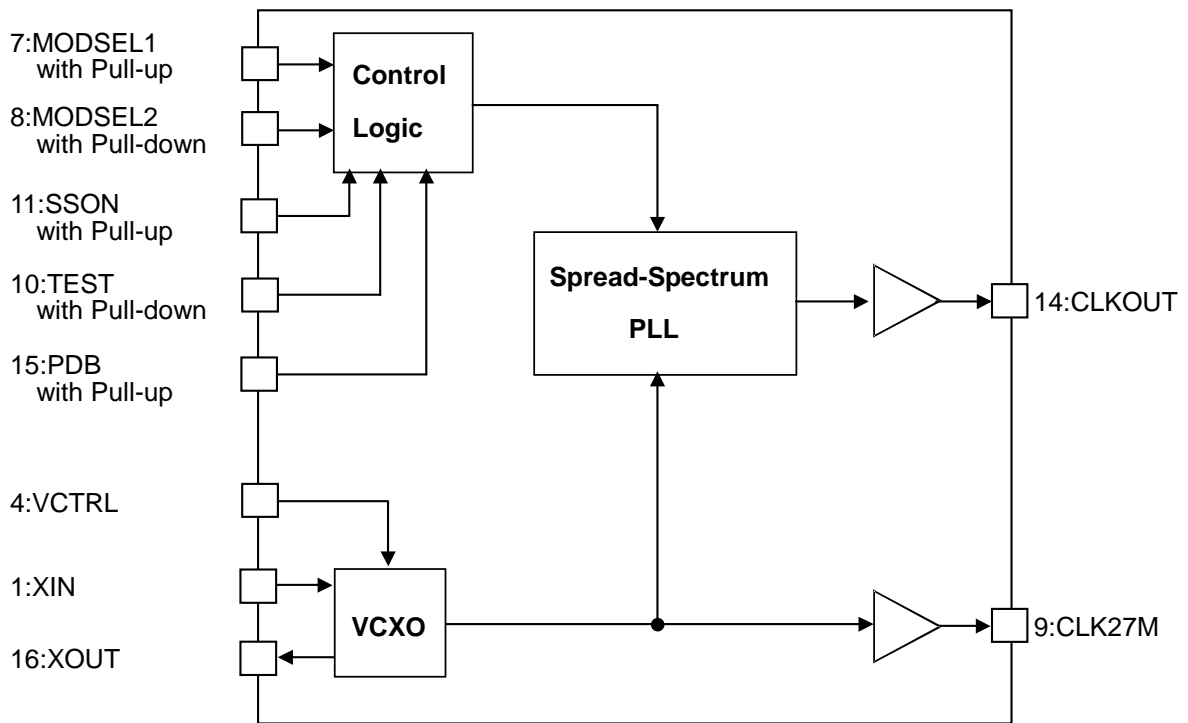 7:MODSEL1
with Pull-up
8:MODSEL2
with Pull-down
11:SSON
with Pull-up
10:TEST
with Pull-down
15:PDB
with Pull-up
4:VCTRL
1:XIN
16:XOUT
Control
Logic
Spread-Spectrum
PLL
VCXO
14:CLKOUT
9:CLK27M